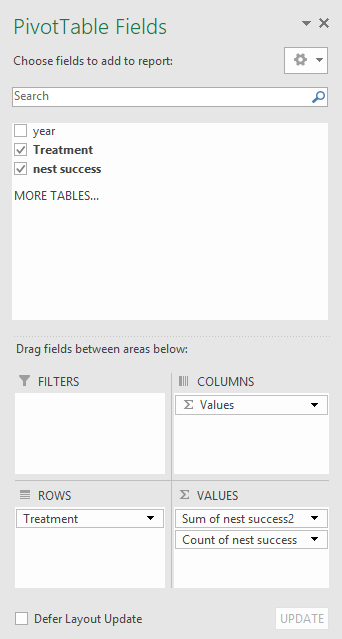 PivotTable Fields
Choose fields to add to report:
Search
year
Treatment
nest success
MORE TABLES...
Drag fields between areas below:
FILTERS
COLUMNS
Σ Values
ROWS
Σ VALUES
Treatment
Sum of nest success2
Count of nest success
Defer Layout Update
UPDATE